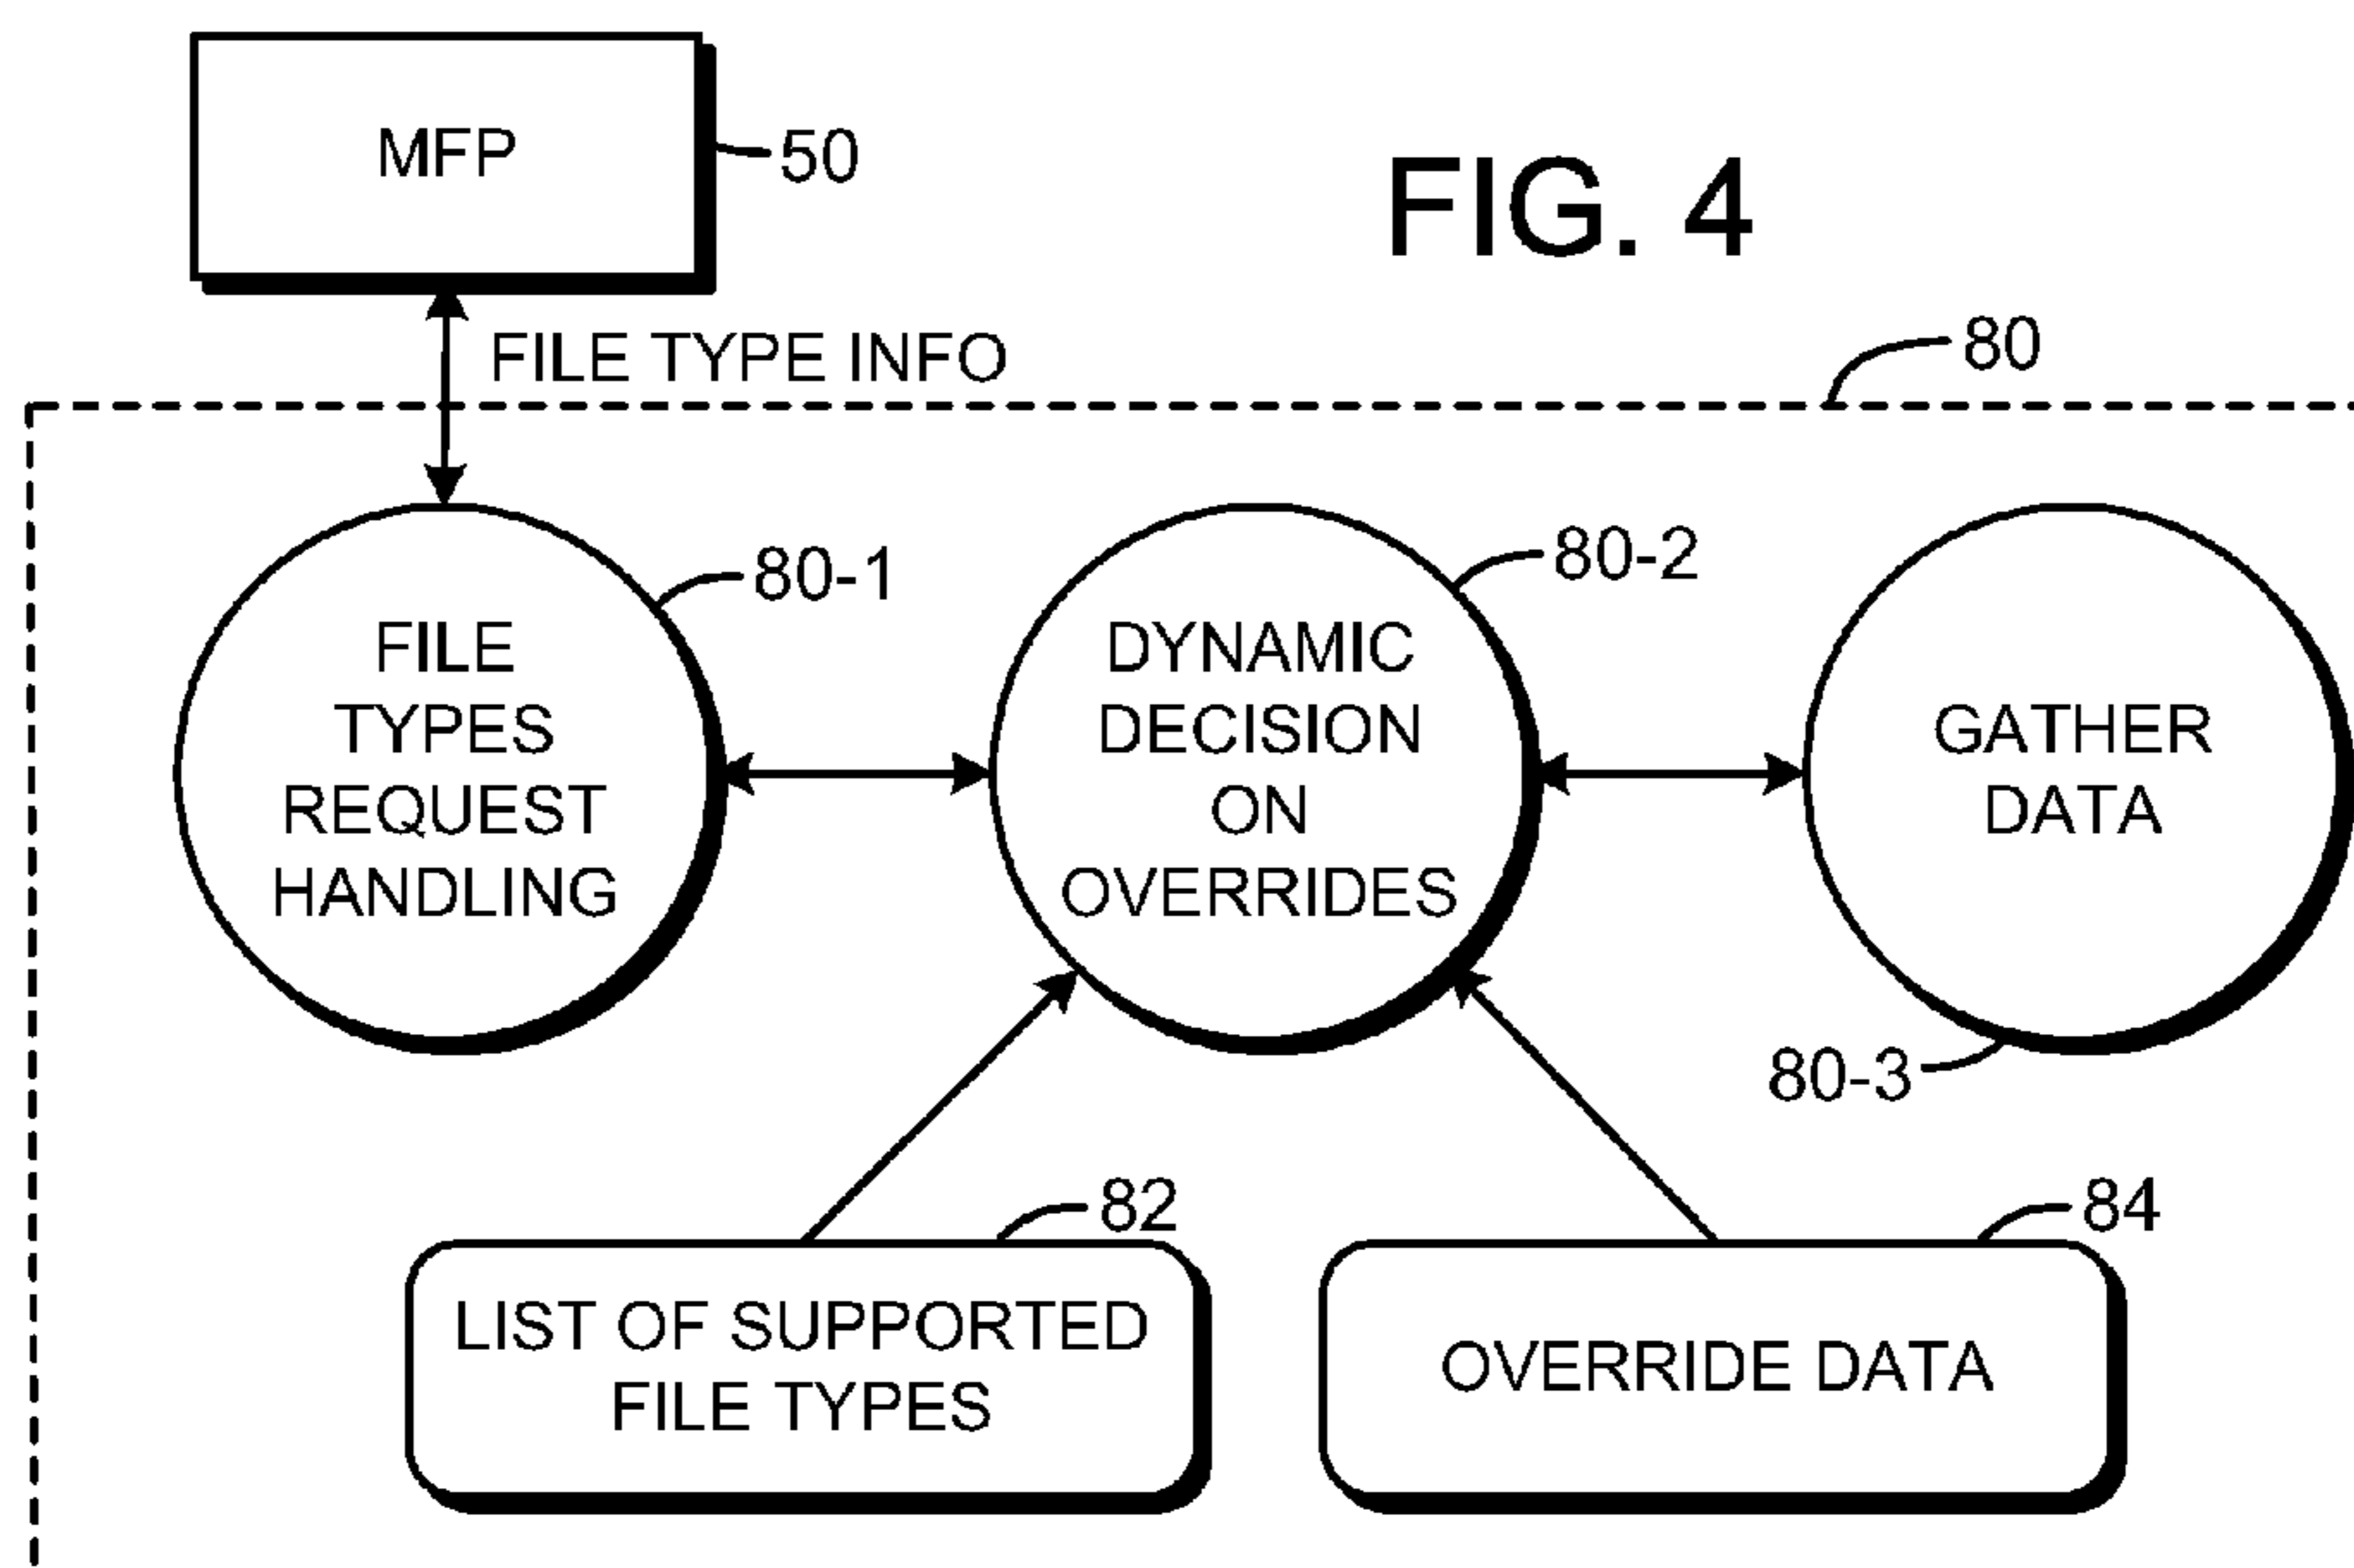 MFP
50
FIG. 4
FILE TYPE INFO
80
80-1
80-2
FILE
TYPES
REQUEST
HANDLING
DYNAMIC
DECISION
ON
OVERRIDES
GATHER
DATA
80-3
82
84
LIST OF SUPPORTED
FILE TYPES
OVERRIDE DATA